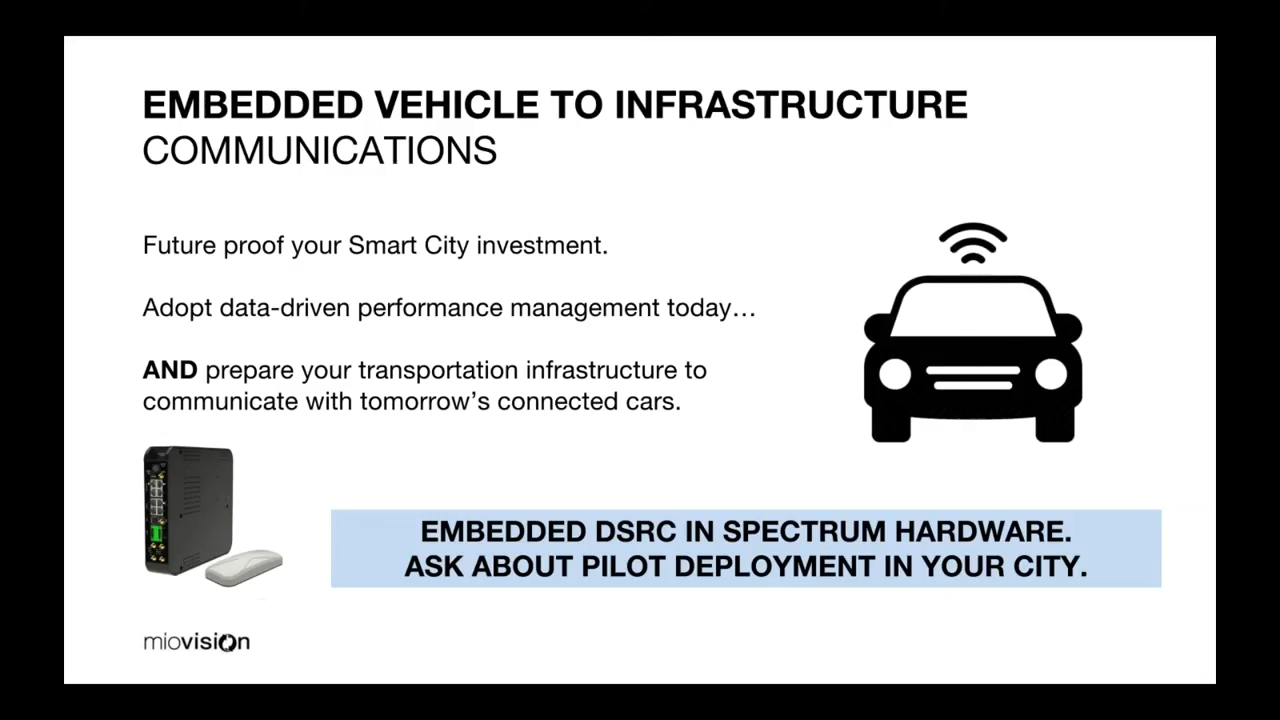 EMBEDDED VEHICLE TO INFRASTRUCTURE
COMMUNICATIONS
Future proof your Smart City investment.
Adopt data-driven performance management today…
AND prepare your transportation infrastructure to
communicate with tomorrow’s connected cars.
EMBEDDED DSRC IN SPECTRUM HARDWARE.
ASK ABOUT PILOT DEPLOYMENT IN YOUR CITY.
miovision